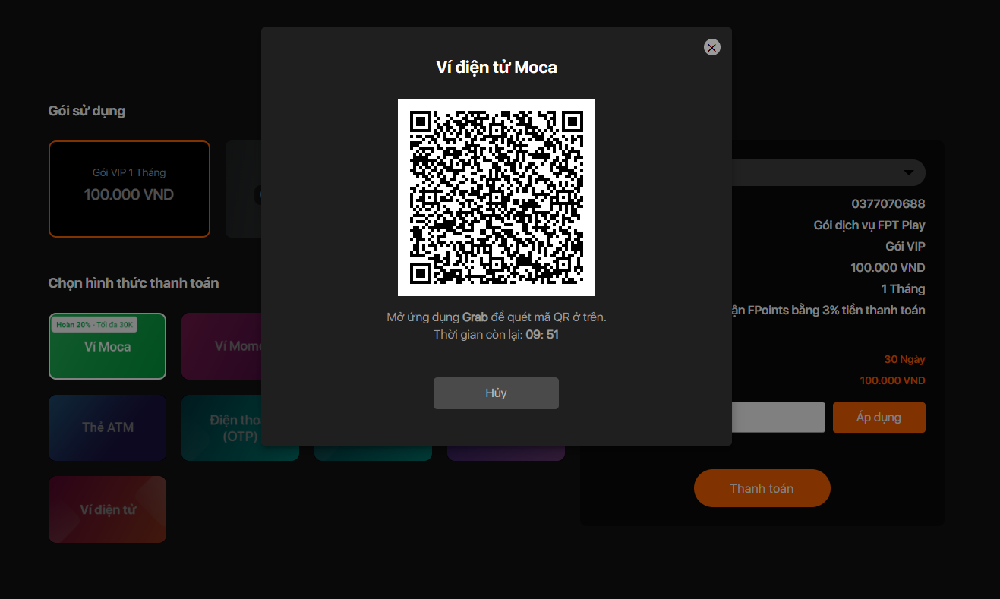 Ví điện tử Moca
Mở ứng dụng Grab để quét mã QR ở trên.
Thời gian còn lại: 09: 51
Hủy
Gói sử dụng
Gói VIP 1 Tháng
100.000 VND
Chọn hình thức thanh toán
Hoàn 20% - Tối đa 30K
Ví Moca
Ví Mom
Thẻ ATM
Điện tho
(OTP)
Ví điện tử
0377070688
Gói dịch vụ FPT Play
Gói VIP
100.000 VND
1 Tháng
ận FPoints bằng 3% tiền thanh toán
30 Ngày
100.000 VND
Áp dụng
Thanh toán